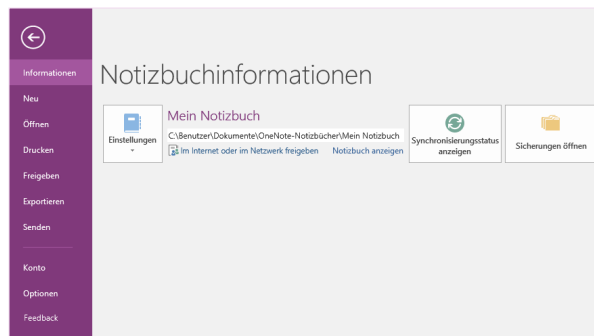 Informationen
Neu
Öffnen
Drucken
Freigeben
Exportieren
Senden
Konto
Optionen
Feedback
Notizbuchinformationen
Einstellungen
Mein Notizbuch
C:\Benutzer\Dokumente\OneNote-Notizbücher\Mein Notizbuch
Im Internet oder im Netzwerk freigeben Notizbuch anzeigen
Synchronisierungsstatus
anzeigen
Sicherungen öffnen